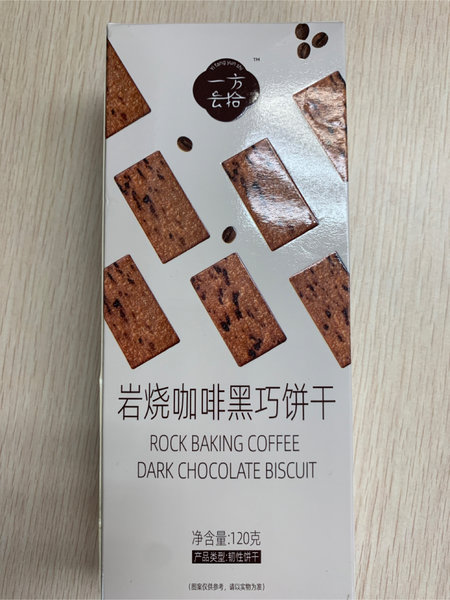 ™
一方
云拾
岩烧咖啡黑巧饼干
ROCK BAKING COFFEE
DARK CHOCOLATE BISCUIT
净含量:120克
产品类型:韧性饼干
(图案仅供参考，请以实物为准)